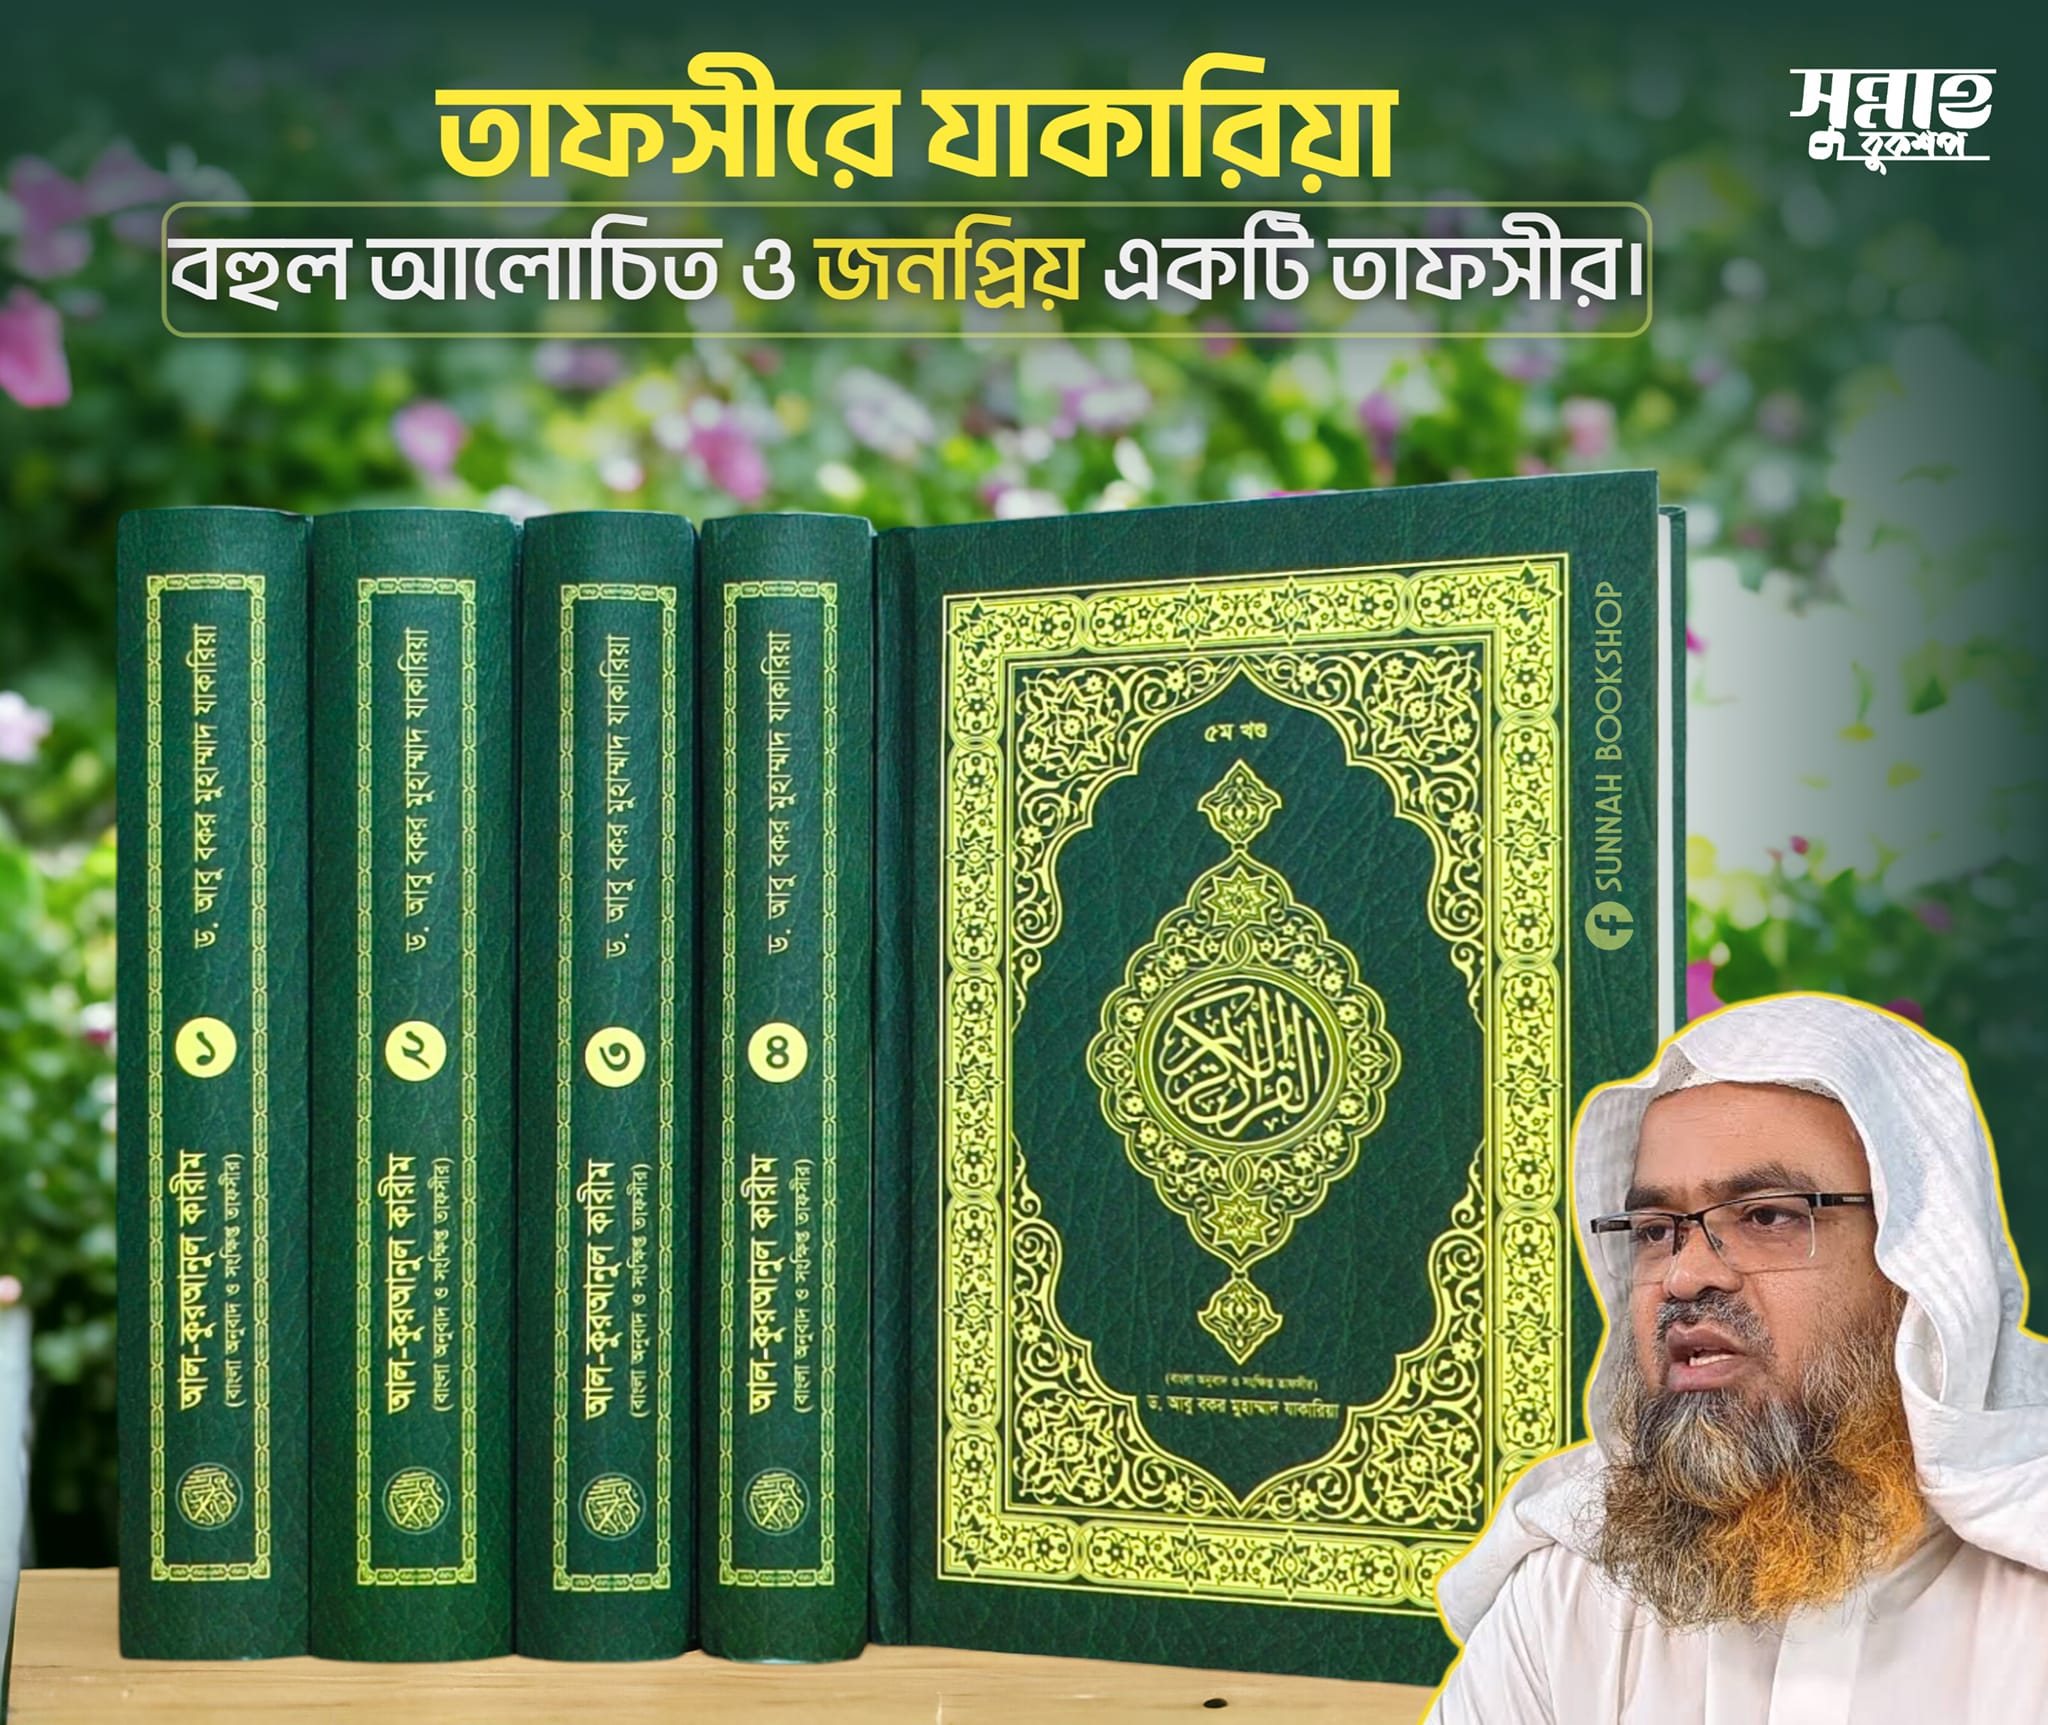 তাফসীরে যাকারিয়া
বহুল আলোচিত ও জনপ্রিয় একটি তাফসীর।
সুন্নাহ
বুকশপ
ড. আবু বকর মুহাম্মাদ যাকারিয়া
১
আল-কুরআনুল কারীম
(বাংলা অনুবাদ ও সংক্ষিপ্ত তাফসীর)
ড. আবু বকর মুহাম্মাদ যাকারিয়া
২
আল-কুরআনুল কারীম
(বাংলা অনুবাদ ও সংক্ষিপ্ত তাফসীর)
ড. আবু বকর মুহাম্মাদ যাকারিয়া
৩
আল-কুরআনুল কারীম
(বাংলা অনুবাদ ও সংক্ষিপ্ত তাফসীর)
ড. আবু বকর মুহাম্মাদ যাকারিয়া
৪
আল-কুরআনুল কারীম
(বাংলা অনুবাদ ও সংক্ষিপ্ত তাফসীর)
৫ম খণ্ড
القرآن الكريم
(বাংলা অনুবাদ ও সংক্ষিপ্ত তাফসীর)
ড. আবু বকর মুহাম্মাদ যাকারিয়া
SUNNAH BOOKSHOP